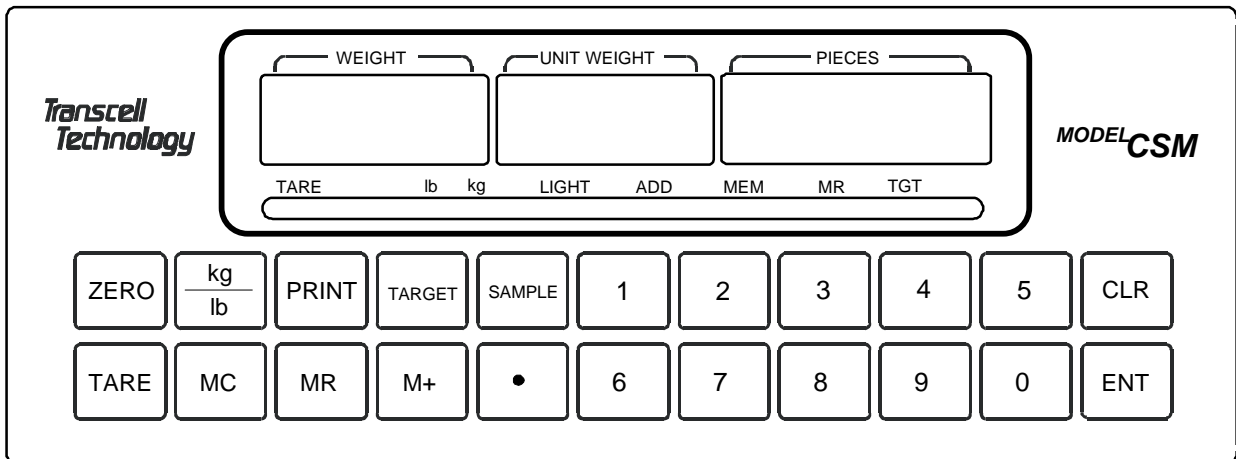 WEIGHT UNIT WEIGHT PIECES
Transcell
Technology
MODEL CSM
TARE lb kg LIGHT ADD MEM MR TGT
ZERO kg PRINT TARGET SAMPLE 1 2 3 4 5 CLR
lb
TARE MC MR M+ • 6 7 8 9 0 ENT